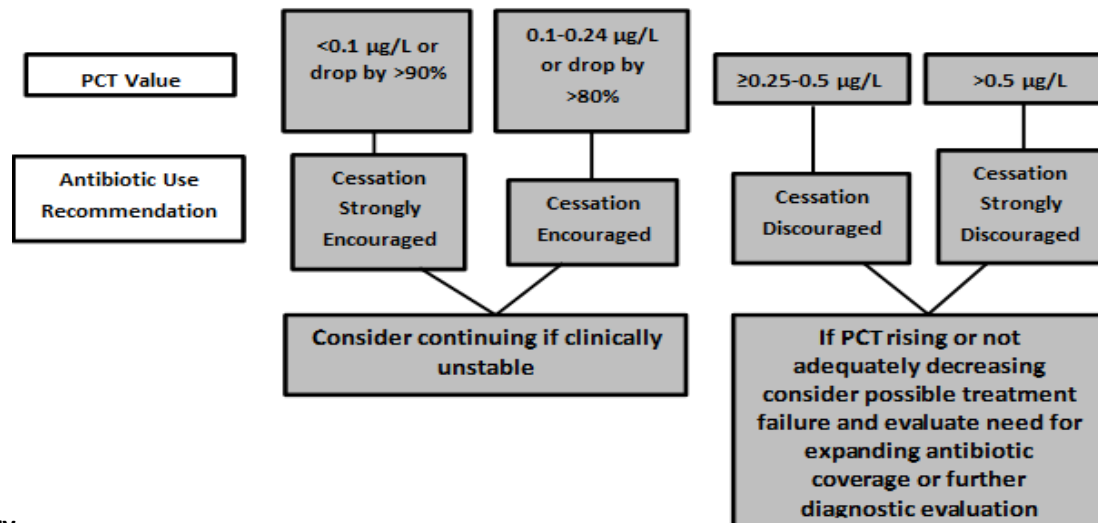 PCT Value
<0.1 µg/L or
drop by >90%
0.1-0.24 µg/L
or drop by
>80%
≥0.25-0.5 µg/L
>0.5 µg/L
Antibiotic Use
Recommendation
Cessation
Strongly
Encouraged
Cessation
Encouraged
Cessation
Discouraged
Cessation
Strongly
Discouraged
Consider continuing if clinically
unstable
If PCT rising or not
adequately decreasing
consider possible treatment
failure and evaluate need for
expanding antibiotic
coverage or further
diagnostic evaluation